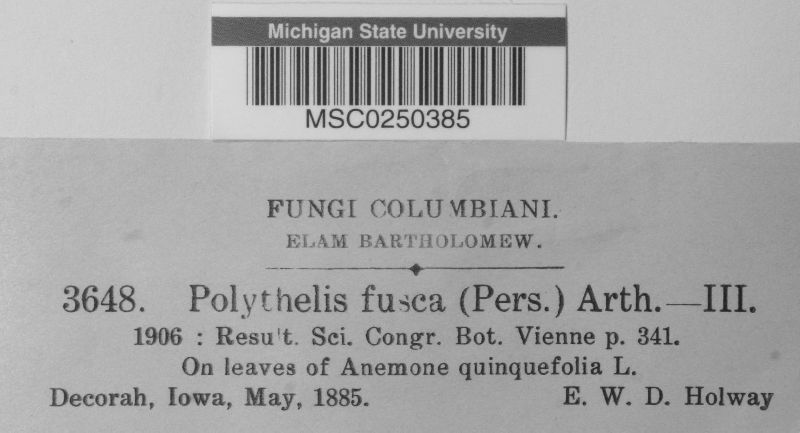 Michigan State University
MSC0250385
FUNGI COLUMBIANI.
ELAM BARTHOLOMEW.
3648. Polythelis fusca (Pers.) Arth.—III.
1906 : Resu't. Sci. Congr. Bot. Vienne p. 341.
On leaves of Anemone quinquefolia L.
Decorah, Iowa, May, 1885. E. W. D. Holway